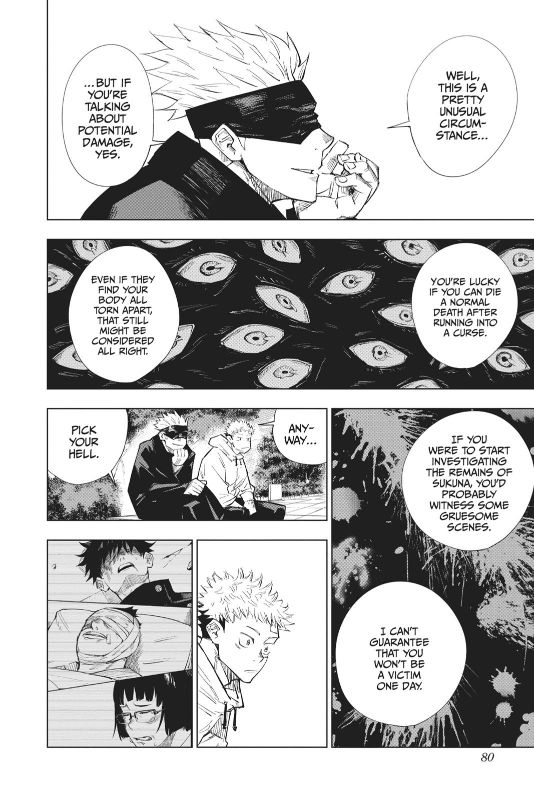 WELL,
THIS IS A
PRETTY
UNUSUAL
CIRCUM-
STANCE...
...BUT IF
YOU'RE
TALKING
ABOUT
POTENTIAL
DAMAGE,
YES.
YOU'RE LUCKY
IF YOU CAN DIE
A NORMAL
DEATH AFTER
RUNNING INTO
A CURSE.
EVEN IF THEY
FIND YOUR
BODY ALL
TORN APART,
THAT STILL
MIGHT BE
CONSIDERED
ALL RIGHT.
IF YOU
WERE TO START
INVESTIGATING
THE REMAINS OF
SUKUNA, YOU'D
PROBABLY
WITNESS SOME
GRUESOME
SCENES.
I CAN'T
GUARANTEE
THAT YOU
WON'T BE
A VICTIM
ONE DAY.
ANY-
WAY...
PICK
YOUR
HELL.
80